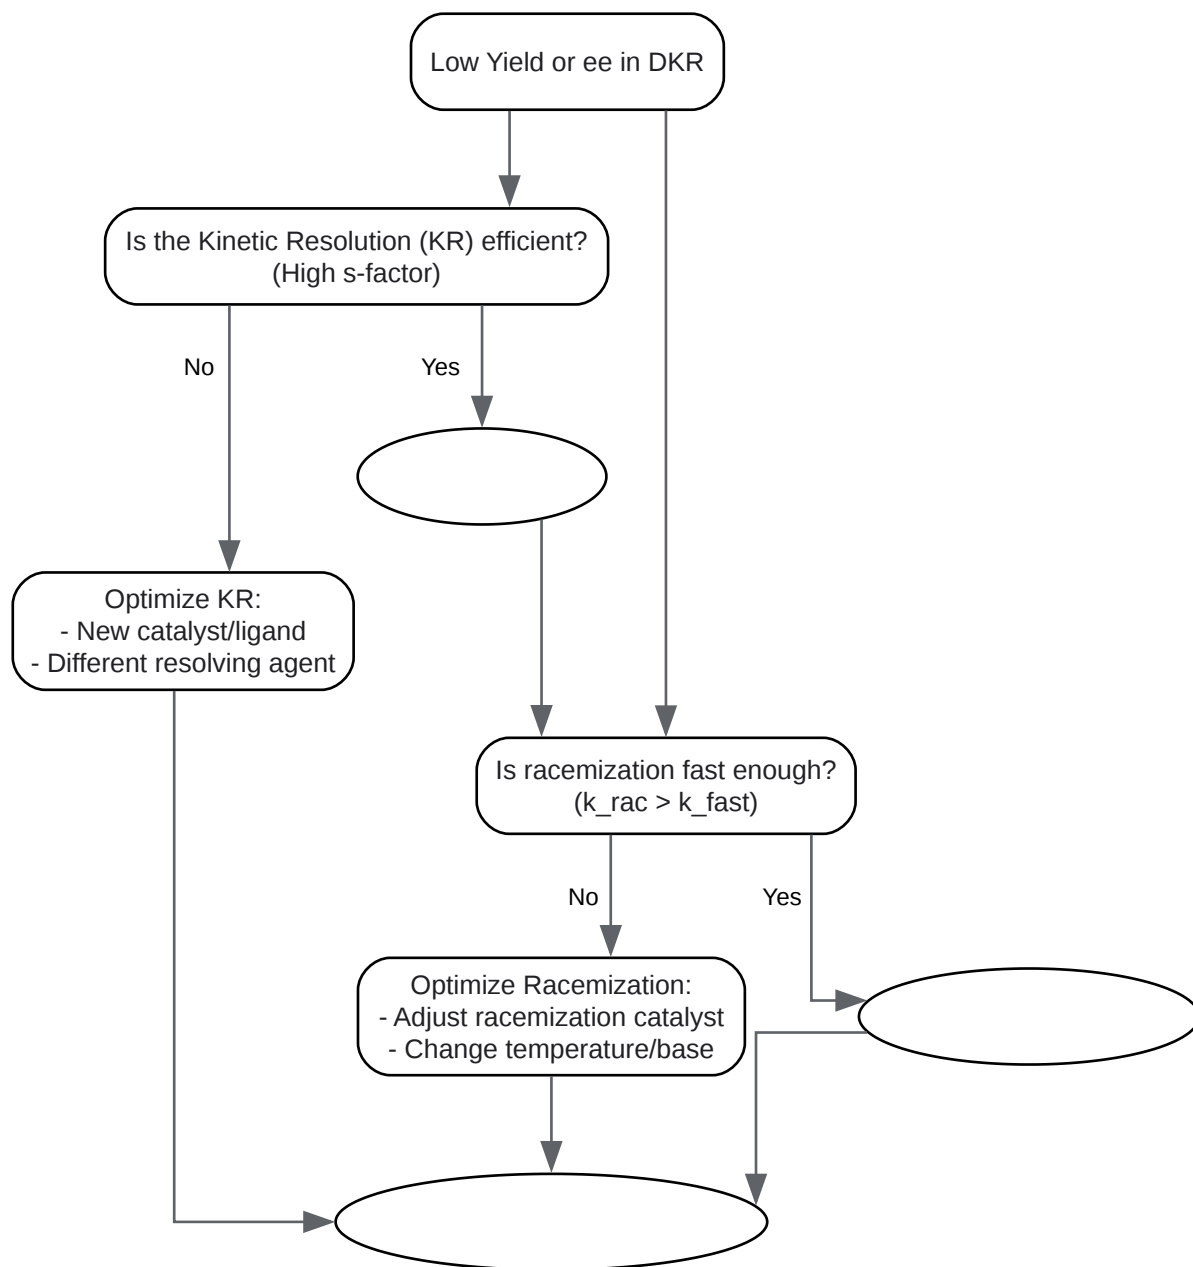 Low Yield or ee in DKR
Is the Kinetic Resolution (KR) efficient?
(High s-factor)
No
Yes
Optimize KR:
- New catalyst/ligand
- Different resolving agent
Is racemization fast enough?
(k_rac > k_fast)
No
Yes
Optimize Racemization:
- Adjust racemization catalyst
- Change temperature/base